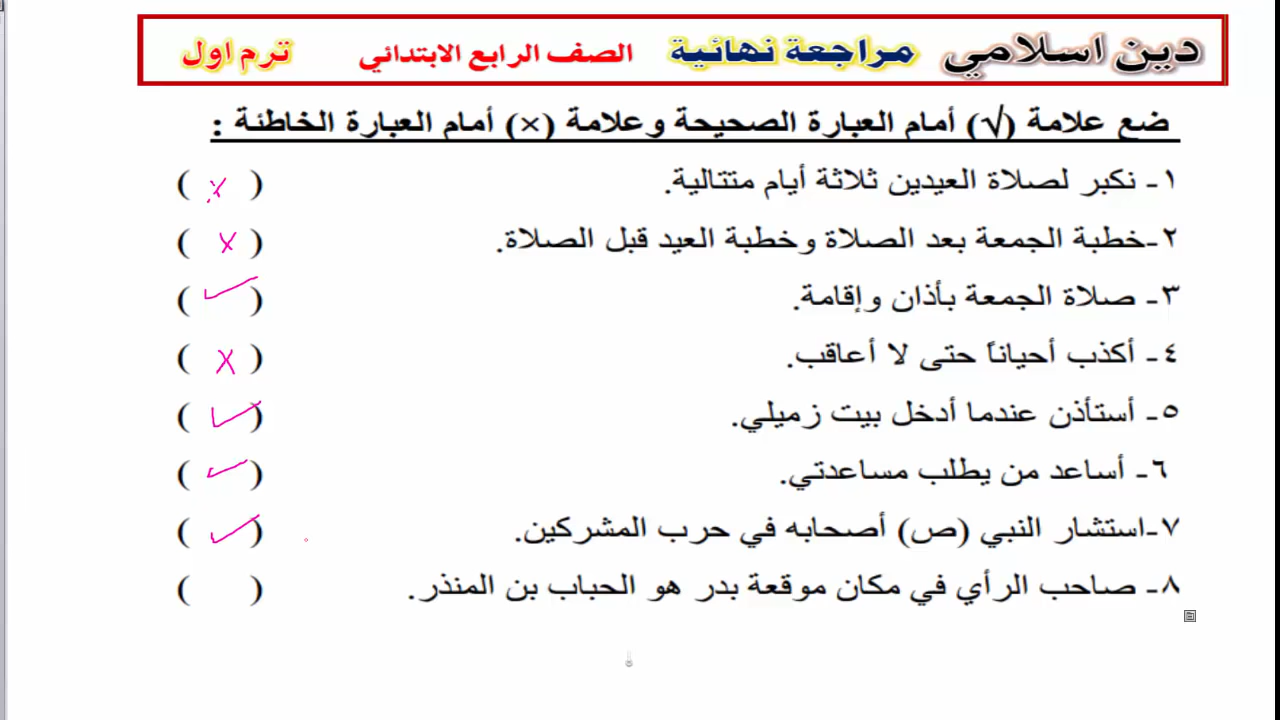 دين اسلامي مراجعة نهائية الصف الرابع الابتدائي ترم اول
ضع علامة (√) أمام العبارة الصحيحة وعلامة (×) أمام العبارة الخاطئة :
١- نكبر لصلاة العيدين ثلاثة أيام متتالية. ( x )
٢-خطبة الجمعة بعد الصلاة وخطبة العيد قبل الصلاة. ( x )
٣- صلاة الجمعة بأذان وإقامة. ( ✓ )
٤- أكذب أحياناً حتى لا أعاقب. ( x )
٥- أستأذن عندما أدخل بيت زميلي. ( ✓ )
٦- أساعد من يطلب مساعدتي. ( ✓ )
٧-استشار النبي (ص) أصحابه في حرب المشركين. ( ✓ )
٨- صاحب الرأي في مكان موقعة بدر هو الحباب بن المنذر. ( )